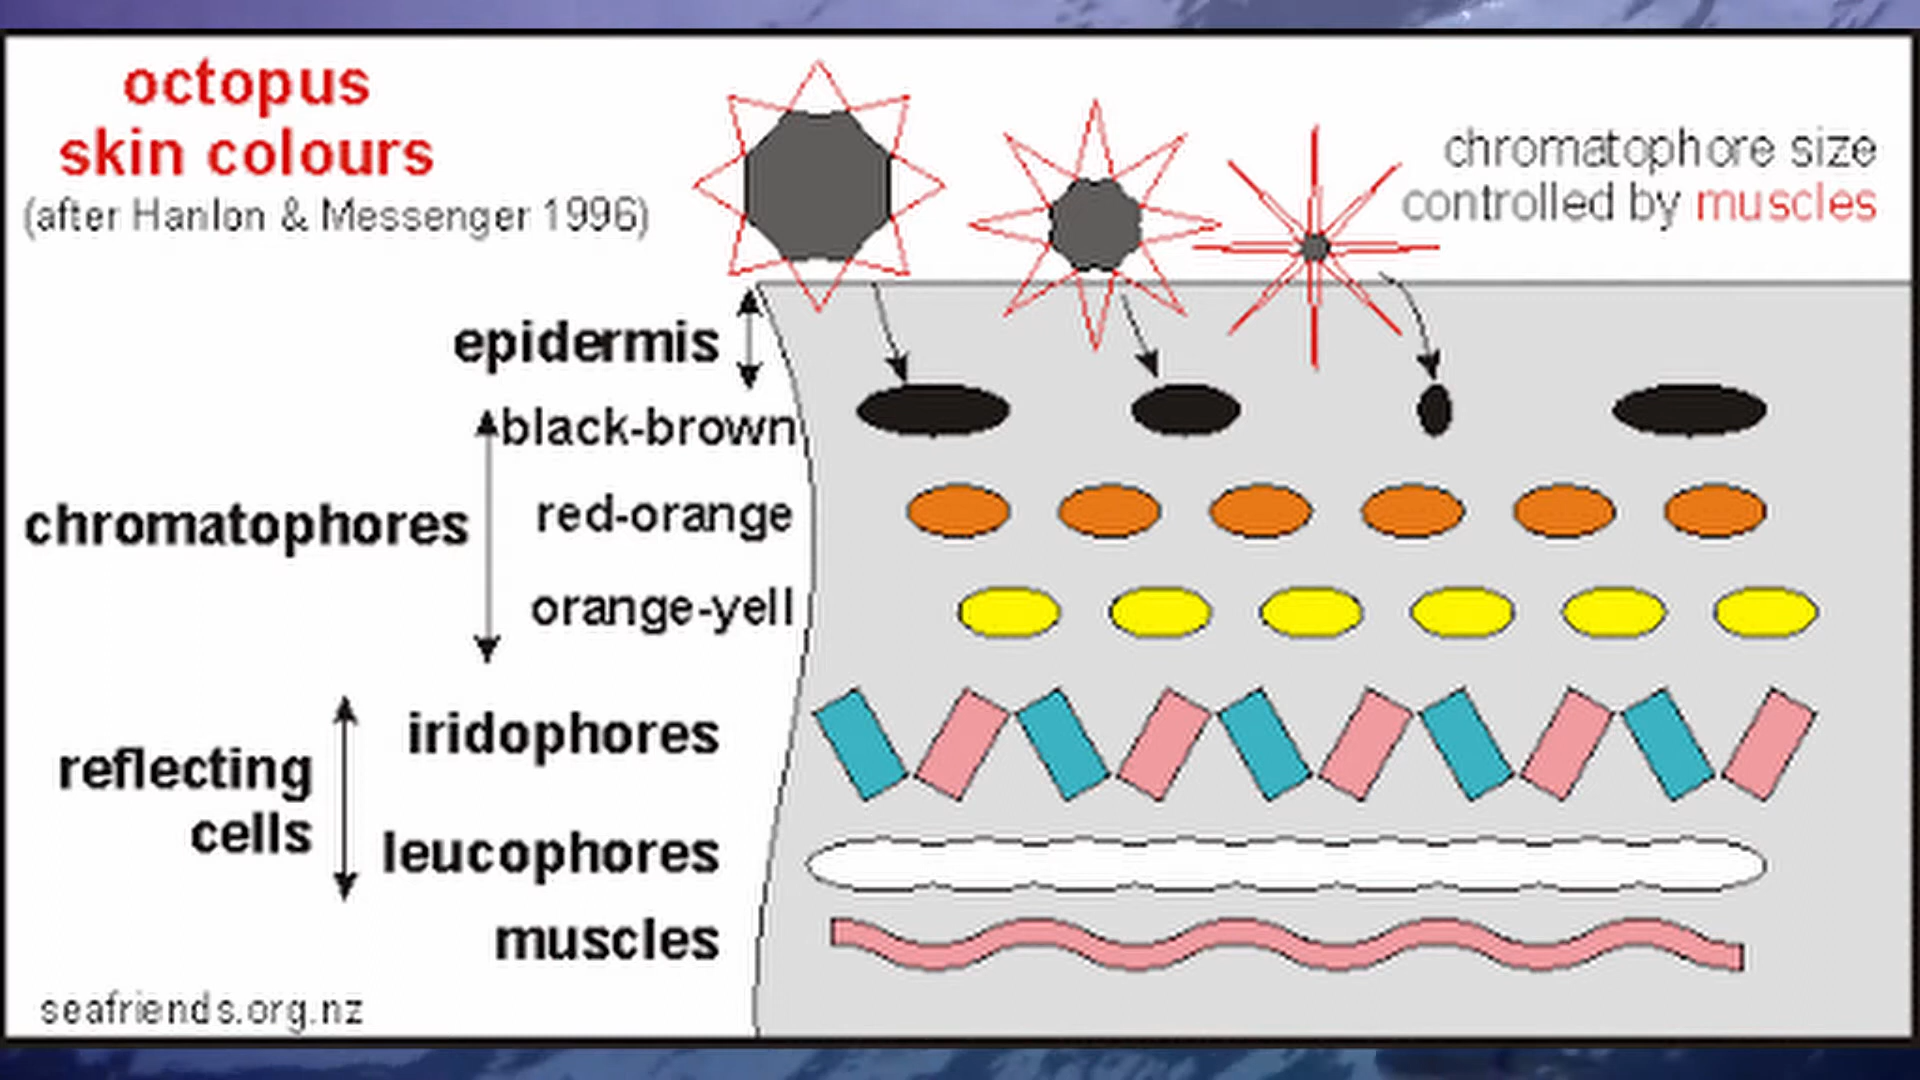 octopus
skin colours
(after Hanlon & Messenger 1996)
chromatophore size
controlled by muscles
epidermis
black-brown
chromatophores
red-orange
orange-yell
iridophores
reflecting
cells
leucophores
muscles
seafriends.org.nz